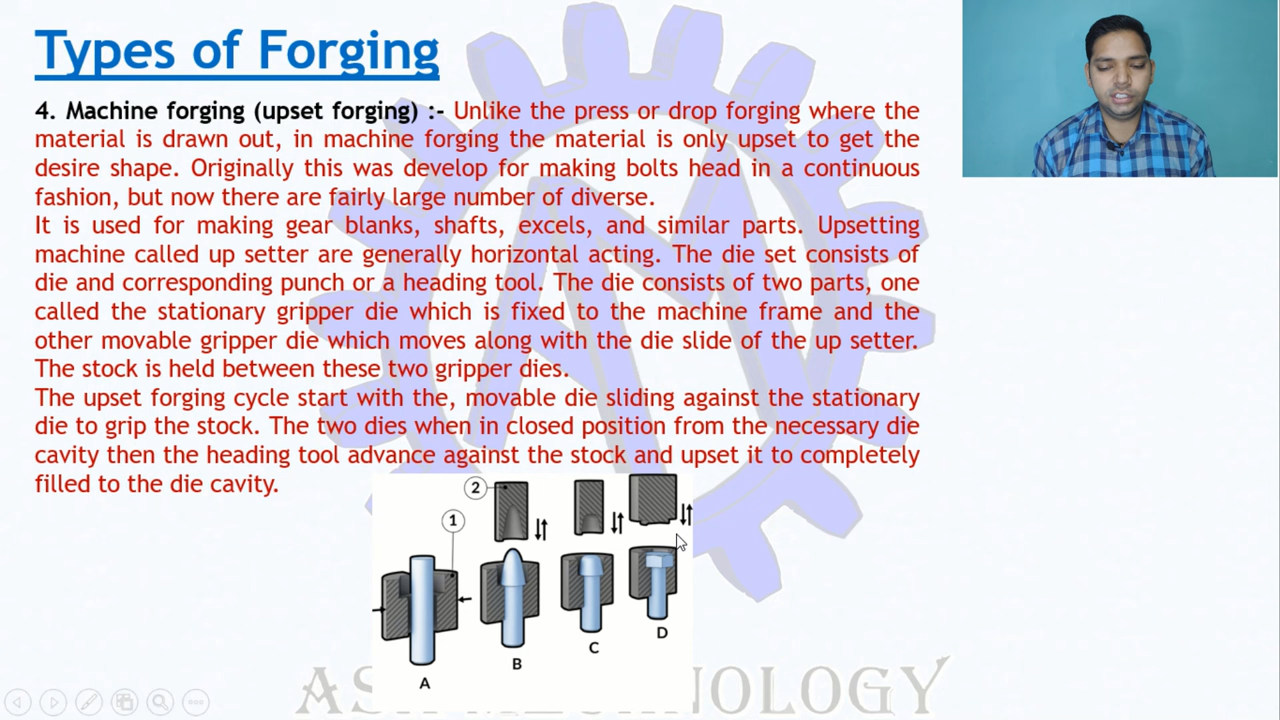 Types of Forging
4. Machine forging (upset forging) :- Unlike the press or drop forging where the
material is drawn out, in machine forging the material is only upset to get the
desire shape. Originally this was develop for making bolts head in a continuous
fashion, but now there are fairly large number of diverse.
It is used for making gear blanks, shafts, excels, and similar parts. Upsetting
machine called up setter are generally horizontal acting. The die set consists of
die and corresponding punch or a heading tool. The die consists of two parts, one
called the stationary gripper die which is fixed to the machine frame and the
other movable gripper die which moves along with the die slide of the up setter.
The stock is held between these two gripper dies.
The upset forging cycle start with the, movable die sliding against the stationary
die to grip the stock. The two dies when in closed position from the necessary die
cavity then the heading tool advance against the stock and upset it to completely
filled to the die cavity.
2
1
A
B
C
D